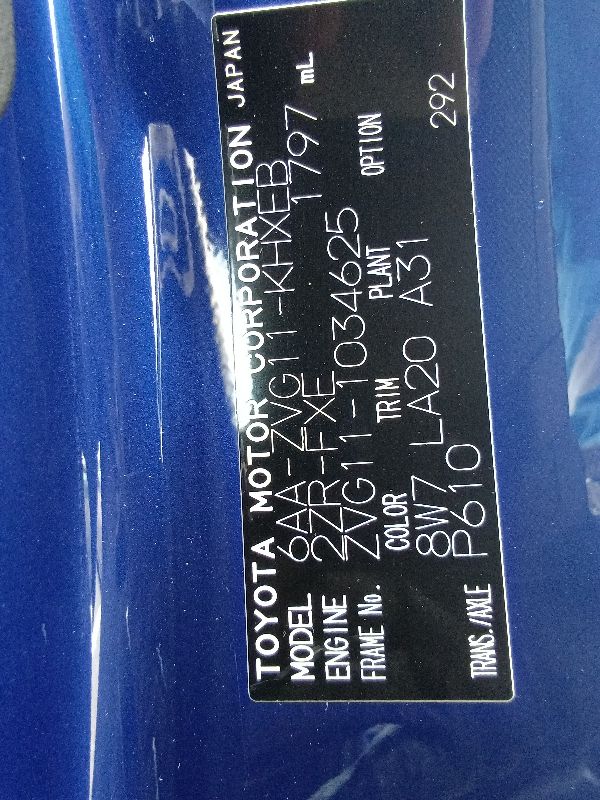 TOYOTA MOTOR CORPORATION JAPAN
MODEL 6AA-ZVG11-KHXEB
ENGINE 2ZR-FXE 1797 mL
FRAME No. ZVG11-1034625
COLOR TRIM PLANT OPTION
8W7 LA20 A31
TRANS./AXLE P610 292